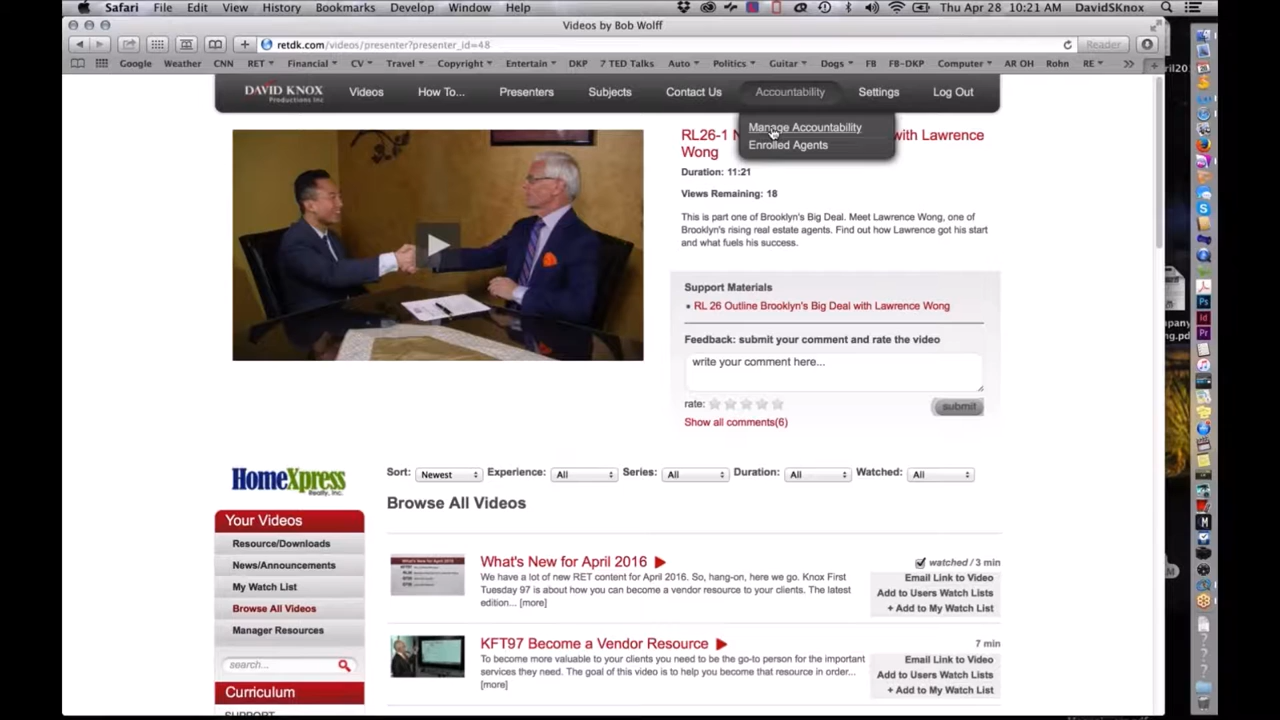 Safari File Edit View History Bookmarks Develop Window Help Thu Apr 28 10:21 AM DavidSKnox
Videos by Bob Wolff
retdk.com/videos/presenter?presenter_id=48 Reader
Google Weather CNN RET Financial CV Travel Copyright Entertain DKP 7 TED Talks Auto Politics Guitar Dogs FB FB-DKP Computer AR OH Rohn RE
DAVID KNOX
Productions Inc
Videos How To... Presenters Subjects Contact Us Accountability Settings Log Out
Manage Accountability
Enrolled Agents
RL26-1 with Lawrence
Wong
Duration: 11:21
Views Remaining: 18
This is part one of Brooklyn's Big Deal. Meet Lawrence Wong, one of
Brooklyn's rising real estate agents. Find out how Lawrence got his start
and what fuels his success.
Support Materials
RL 26 Outline Brooklyn's Big Deal with Lawrence Wong
Feedback: submit your comment and rate the video
write your comment here...
rate: submit
Show all comments(6)
HomeXpress
Realty, Inc.
Sort: Newest Experience: All Series: All Duration: All Watched: All
Browse All Videos
Your Videos
Resource/Downloads
News/Announcements
My Watch List
Browse All Videos
Manager Resources
search...
Curriculum
SUPPORT
What's New for April 2016
We have a lot of new RET content for April 2016. So, hang-on, here we go. Knox First
Tuesday 97 is about how you can become a vendor resource to your clients. The latest
edition... [more]
watched / 3 min
Email Link to Video
Add to Users Watch Lists
+ Add to My Watch List
KFT97 Become a Vendor Resource
To become more valuable to your clients you need to be the go-to person for the important
services they need. The goal of this video is to help you become that resource in order...
[more]
7 min
Email Link to Video
Add to Users Watch Lists
+ Add to My Watch List